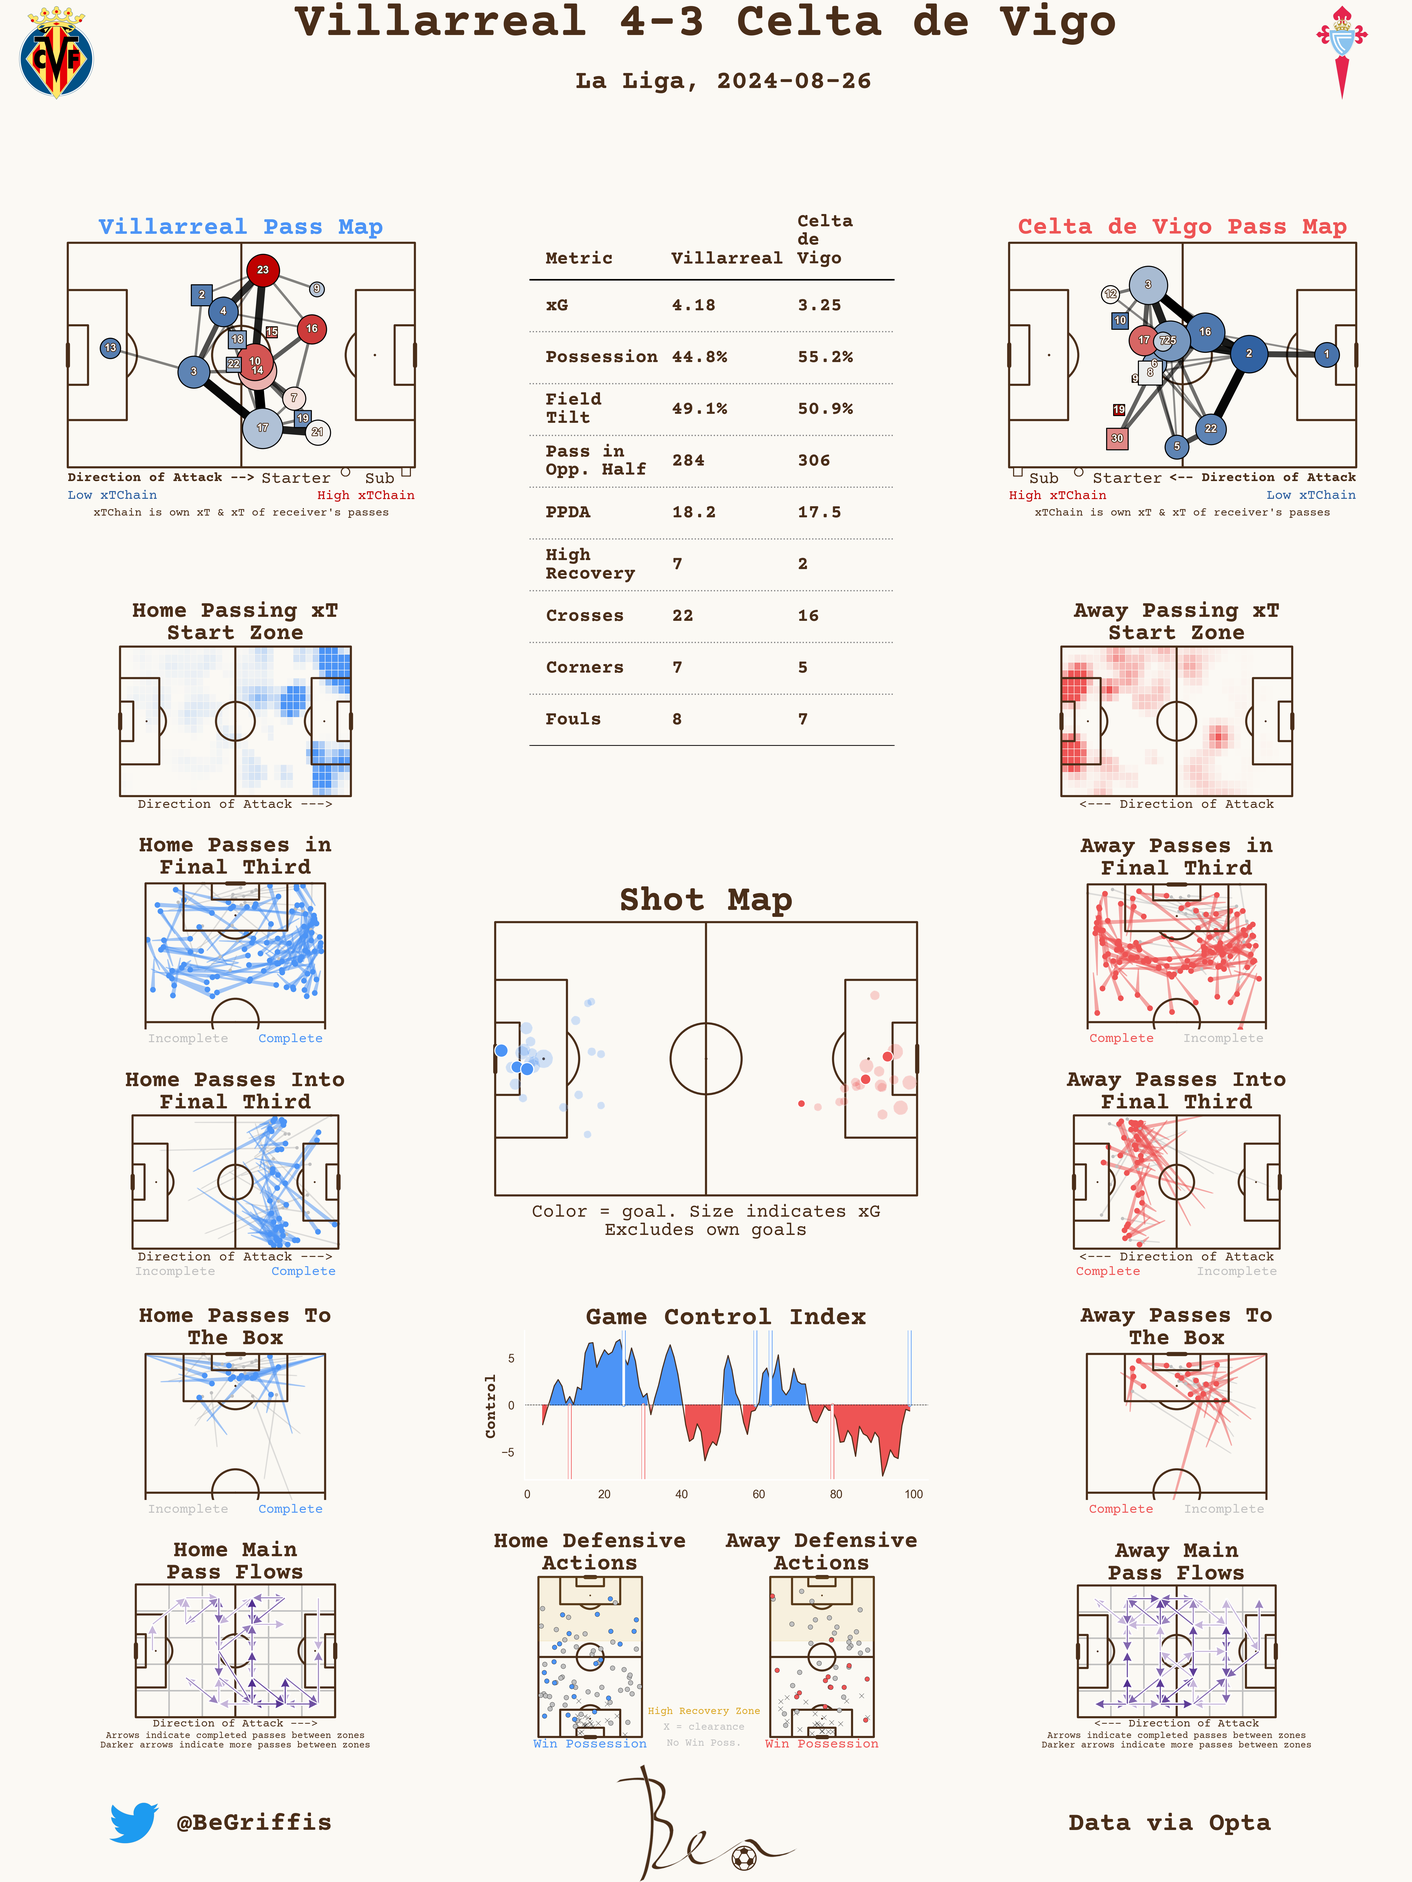 Villarreal 4-3 Celta de Vigo
La Liga, 2024-08-26
CVF
Villarreal Pass Map
23
9
2
4
16
18
15
13
10
22
14
3
7
19
17
21
Direction of Attack --> Starter Sub
Low xTChain High xTChain
xTChain is own xT & xT of receiver's passes
Metric Villarreal Celta de Vigo
xG 4.18 3.25
Possession 44.8% 55.2%
Field Tilt 49.1% 50.9%
Pass in Opp. Half 284 306
PPDA 18.2 17.5
High Recovery 7 2
Crosses 22 16
Corners 7 5
Fouls 8 7
Celta de Vigo Pass Map
3
12
10
16
17
7
25
2
1
6
8
9
19
30
22
5
Sub Starter <-- Direction of Attack
High xTChain Low xTChain
xTChain is own xT & xT of receiver's passes
Home Passing xT
Start Zone
Direction of Attack --->
Away Passing xT
Start Zone
<--- Direction of Attack
Home Passes in
Final Third
Incomplete Complete
Away Passes in
Final Third
Complete Incomplete
Shot Map
Color = goal. Size indicates xG
Excludes own goals
Home Passes Into
Final Third
Direction of Attack --->
Incomplete Complete
Away Passes Into
Final Third
<--- Direction of Attack
Complete Incomplete
Home Passes To
The Box
Incomplete Complete
Game Control Index
Control
5
0
−5
0 20 40 60 80 100
Away Passes To
The Box
Complete Incomplete
Home Main
Pass Flows
Direction of Attack --->
Arrows indicate completed passes between zones
Darker arrows indicate more passes between zones
Home Defensive
Actions
Win Possession
High Recovery Zone
X = clearance
No Win Poss.
Away Defensive
Actions
Win Possession
Away Main
Pass Flows
<--- Direction of Attack
Arrows indicate completed passes between zones
Darker arrows indicate more passes between zones
@BeGriffis
Ben
Data via Opta